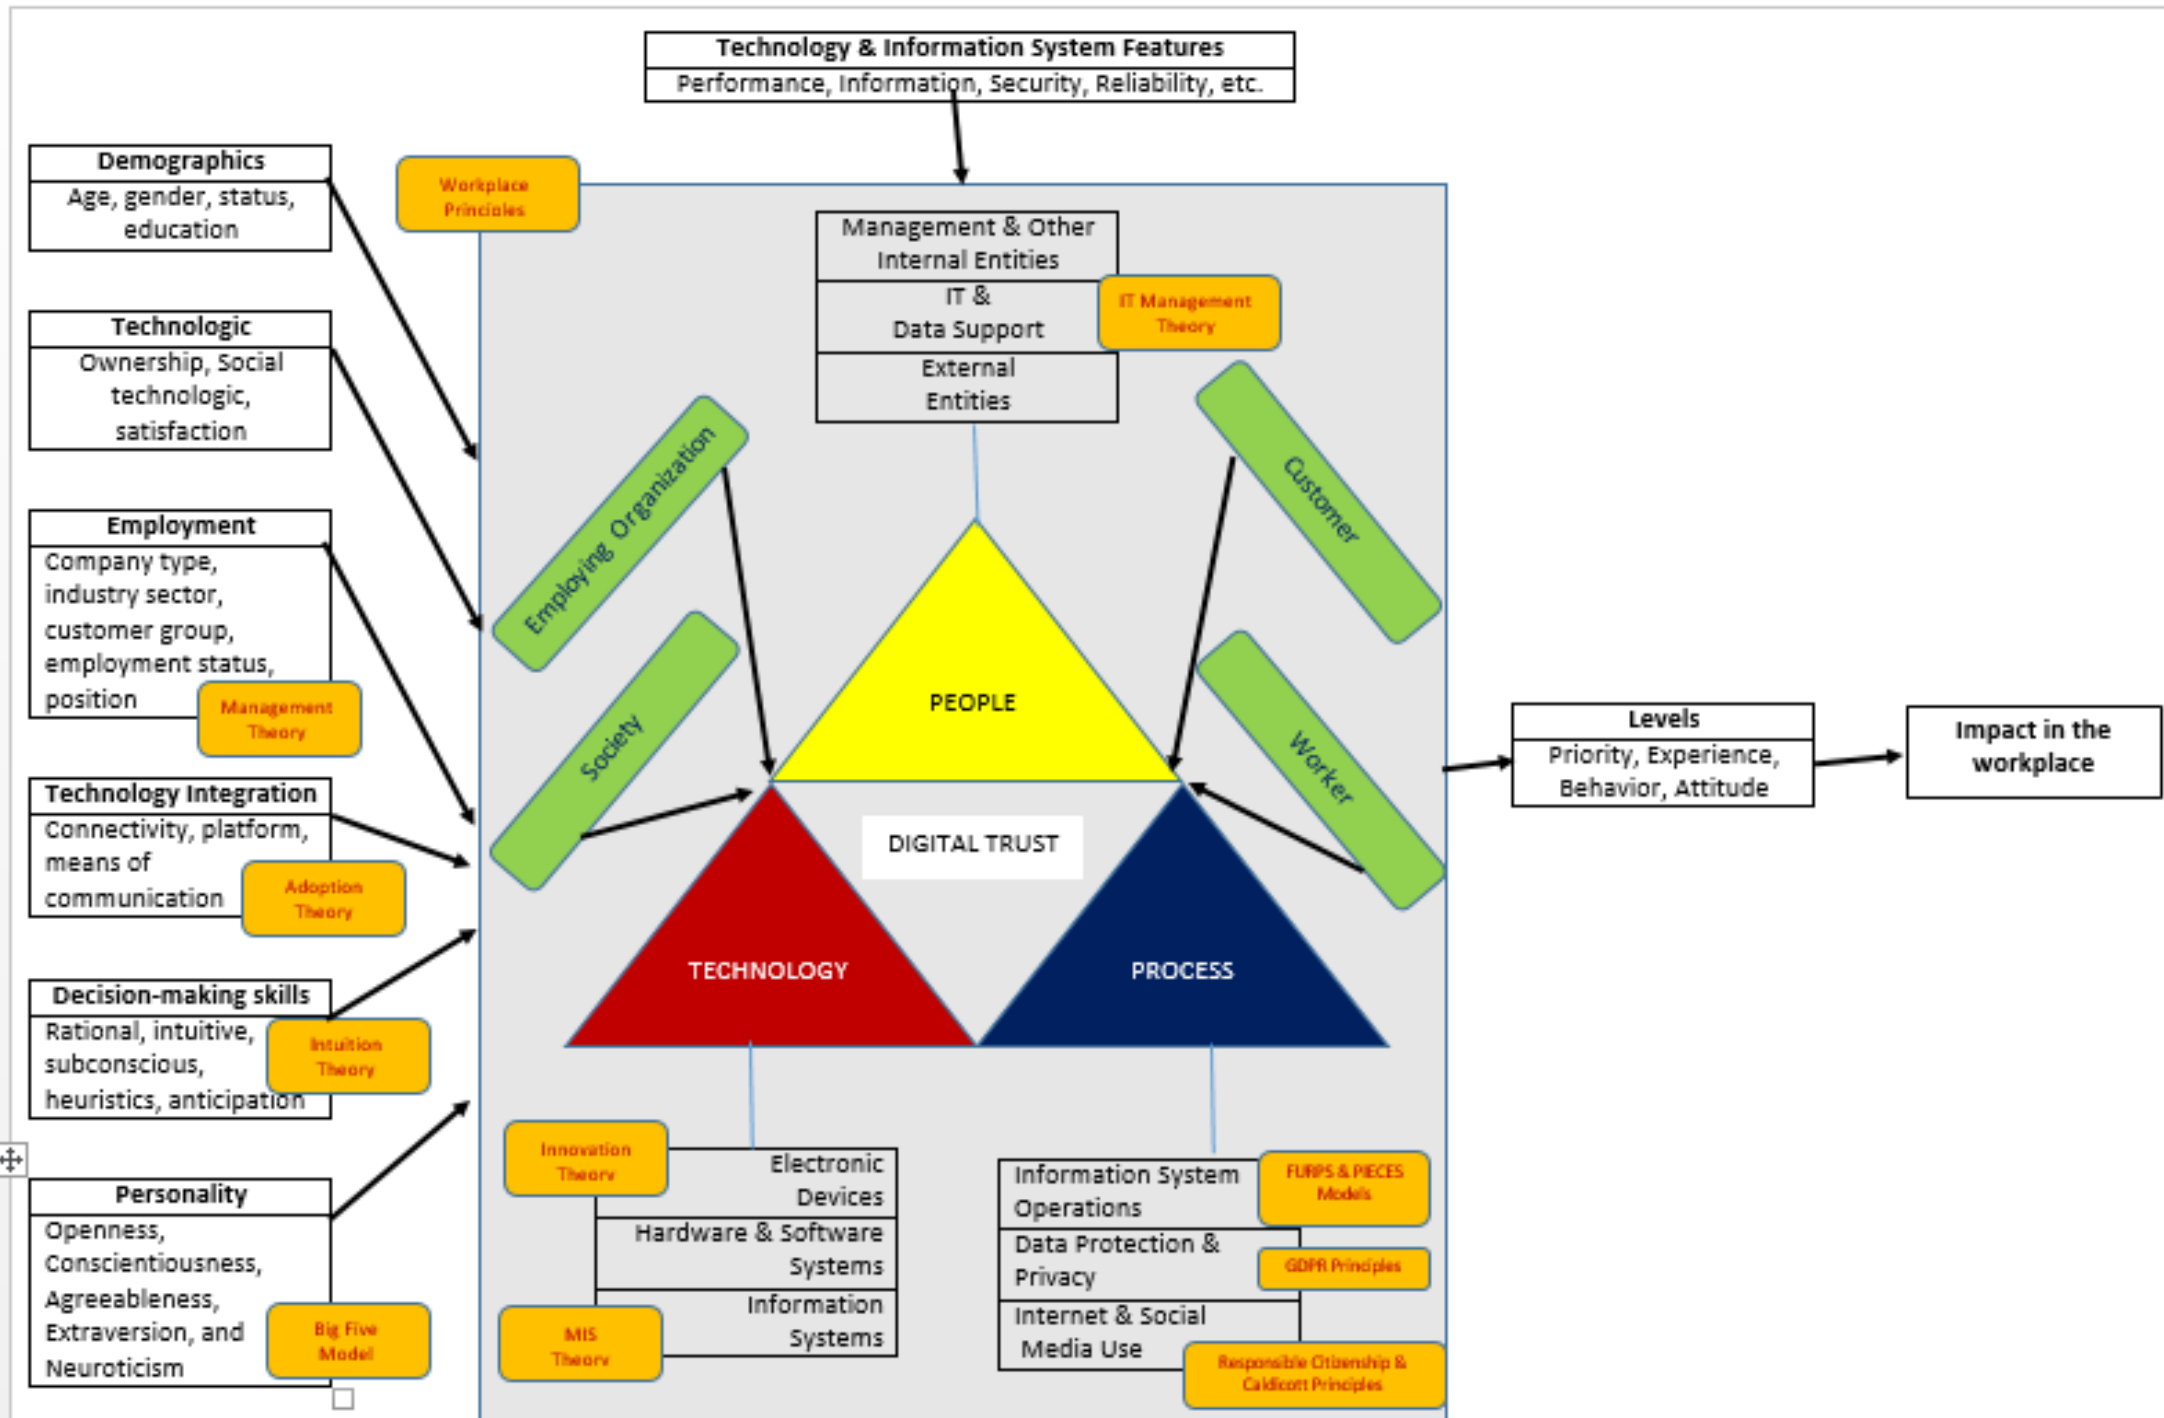 Technology & Information System Features
Performance, Information, Security, Reliability, etc.
Demographics
Age, gender, status,
education
Workplace
Principles
Technologic
Ownership, Social
technologic,
satisfaction
Employment
Company type,
industry sector,
customer group,
employment status,
position
Management
Theory
Technology Integration
Connectivity, platform,
means of
communication
Adoption
Theory
Decision-making skills
Rational, intuitive,
subconscious,
heuristics, anticipation
Intuition
Theory
Personality
Openness,
Conscientiousness,
Agreeableness,
Extraversion, and
Neuroticism
Big Five
Model
Management & Other
Internal Entities
IT &
Data Support
External
Entities
IT Management
Theory
Employing Organization
Society
Customer
Worker
PEOPLE
DIGITAL TRUST
TECHNOLOGY
PROCESS
Innovation
Theory
Electronic
Devices
Hardware & Software
Systems
Information
Systems
MIS
Theory
Information System
Operations
Data Protection &
Privacy
Internet & Social
Media Use
FURPS & PIECES
Models
GDPR Principles
Responsible Citizenship &
Caldicott Principles
Levels
Priority, Experience,
Behavior, Attitude
Impact in the
workplace